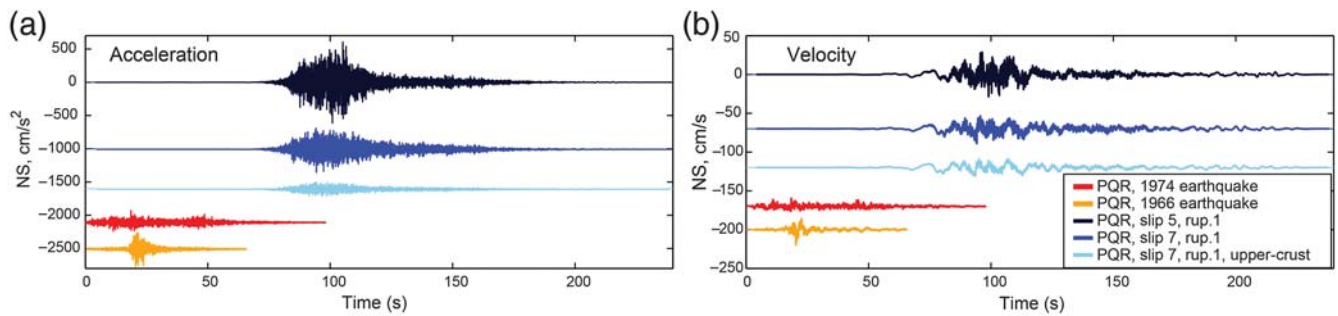 (a)
Acceleration
NS, cm/s²
500
0
−500
−1000
−1500
−2000
−2500
0 50 100 150 200
Time (s)
(b)
Velocity
NS, cm/s
50
0
−50
−100
−150
−200
−250
0 50 100 150 200
Time (s)
PQR, 1974 earthquake
PQR, 1966 earthquake
PQR, slip 5, rup.1
PQR, slip 7, rup.1
PQR, slip 7, rup.1, upper-crust